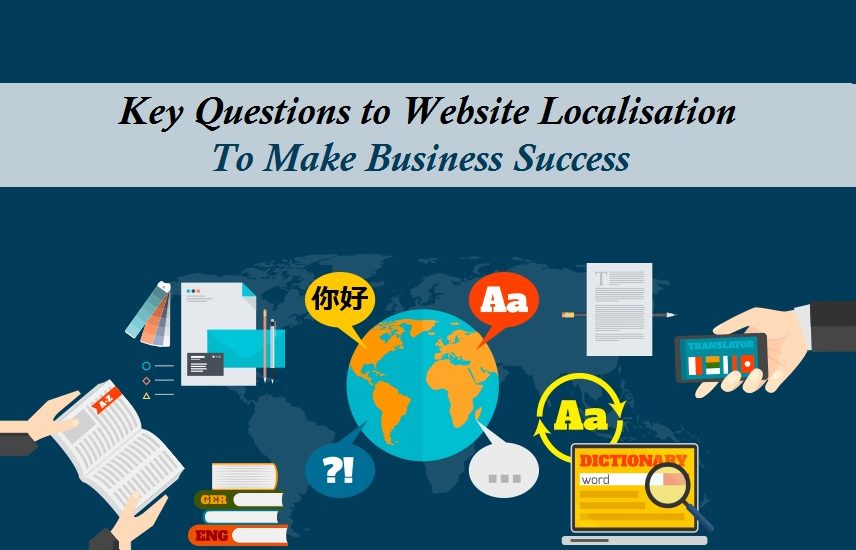 Key Questions to Website Localisation
To Make Business Success
你好
Aa
T
TRANSLATOR
A-Z
?!
...
Aa
DICTIONARY
word
GER
ENG